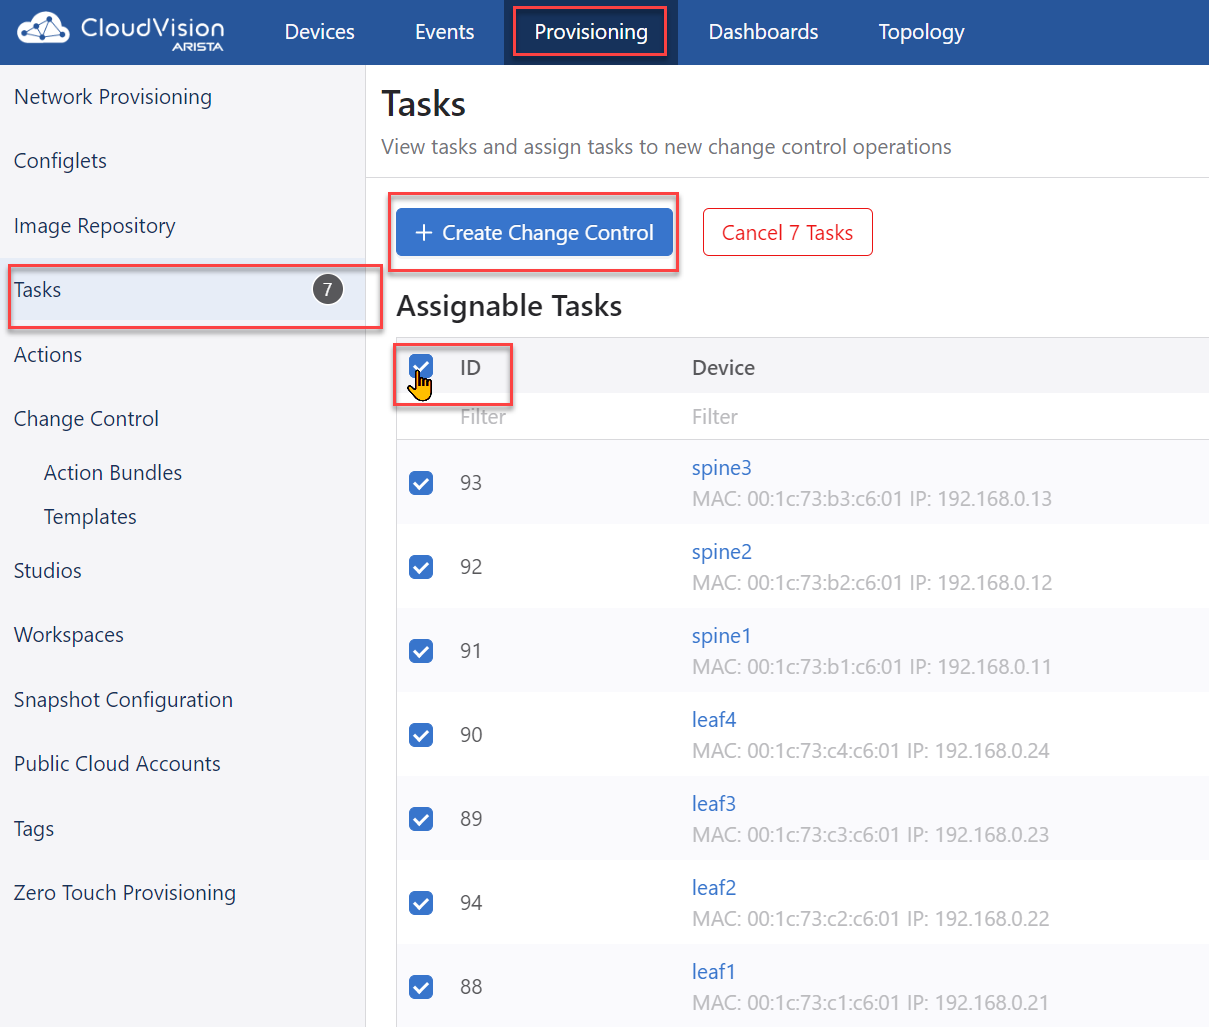 CloudVision
ARISTA
Devices Events Provisioning Dashboards Topology
Network Provisioning
Configlets
Image Repository
Tasks 7
Actions
Change Control
Action Bundles
Templates
Studios
Workspaces
Snapshot Configuration
Public Cloud Accounts
Tags
Zero Touch Provisioning
Tasks
View tasks and assign tasks to new change control operations
+ Create Change Control Cancel 7 Tasks
Assignable Tasks
ID Device
Filter Filter
93 spine3
MAC: 00:1c:73:b3:c6:01 IP: 192.168.0.13
92 spine2
MAC: 00:1c:73:b2:c6:01 IP: 192.168.0.12
91 spine1
MAC: 00:1c:73:b1:c6:01 IP: 192.168.0.11
90 leaf4
MAC: 00:1c:73:c4:c6:01 IP: 192.168.0.24
89 leaf3
MAC: 00:1c:73:c3:c6:01 IP: 192.168.0.23
94 leaf2
MAC: 00:1c:73:c2:c6:01 IP: 192.168.0.22
88 leaf1
MAC: 00:1c:73:c1:c6:01 IP: 192.168.0.21